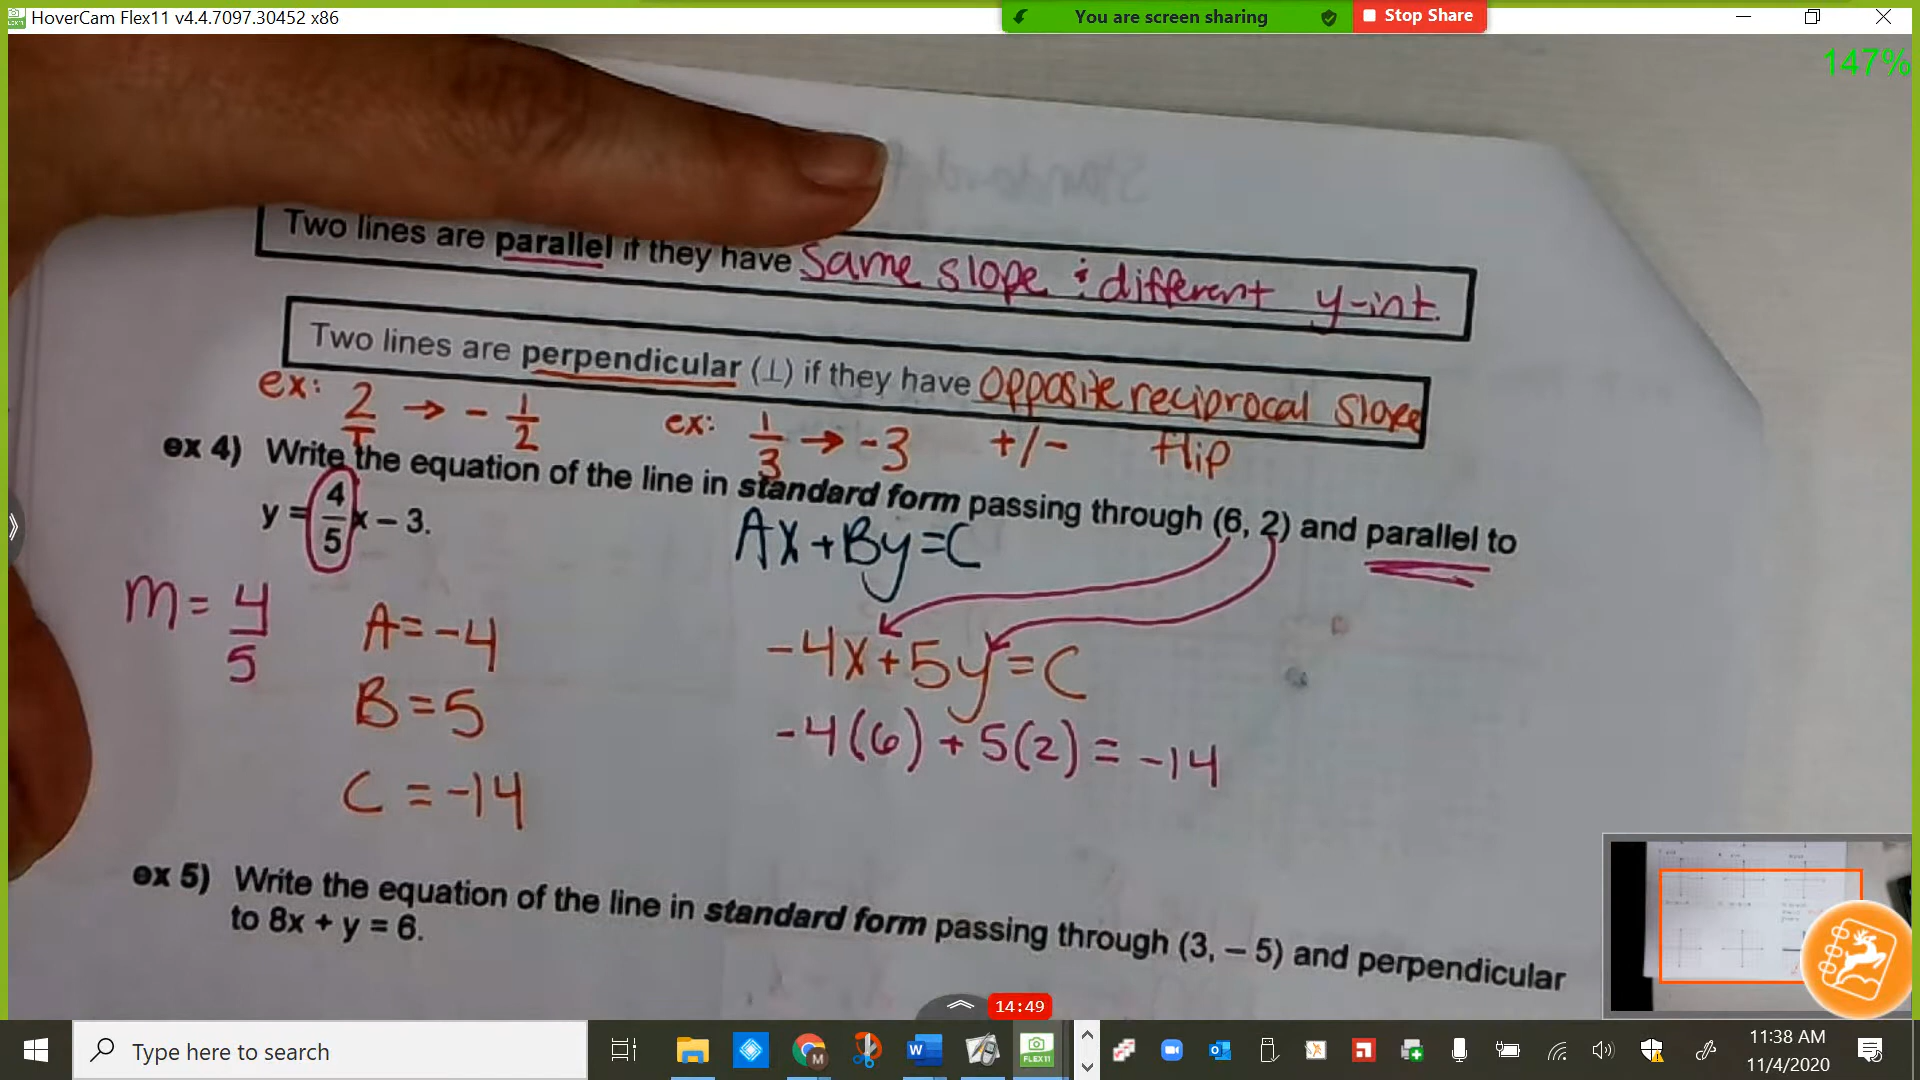 HoverCam Flex11 v4.4.7097.30452 x86
You are screen sharing
Stop Share
147%
Two lines are parallel if they have same slope & different y-int.
Two lines are perpendicular (⊥) if they have opposite reciprocal slope
ex: 2/1 → - 1/2 ex: 1/3 → -3 +/- flip
ex 4) Write the equation of the line in standard form passing through (6, 2) and parallel to
y = 4/5 x – 3.
Ax+By=C
m = 4/5
A = -4
-4x+5y=C
B = 5
-4(6) + 5(2) = -14
C = -14
ex 5) Write the equation of the line in standard form passing through (3, – 5) and perpendicular
to 8x + y = 6.
14:49
Type here to search
FLEX11
11:38 AM
11/4/2020